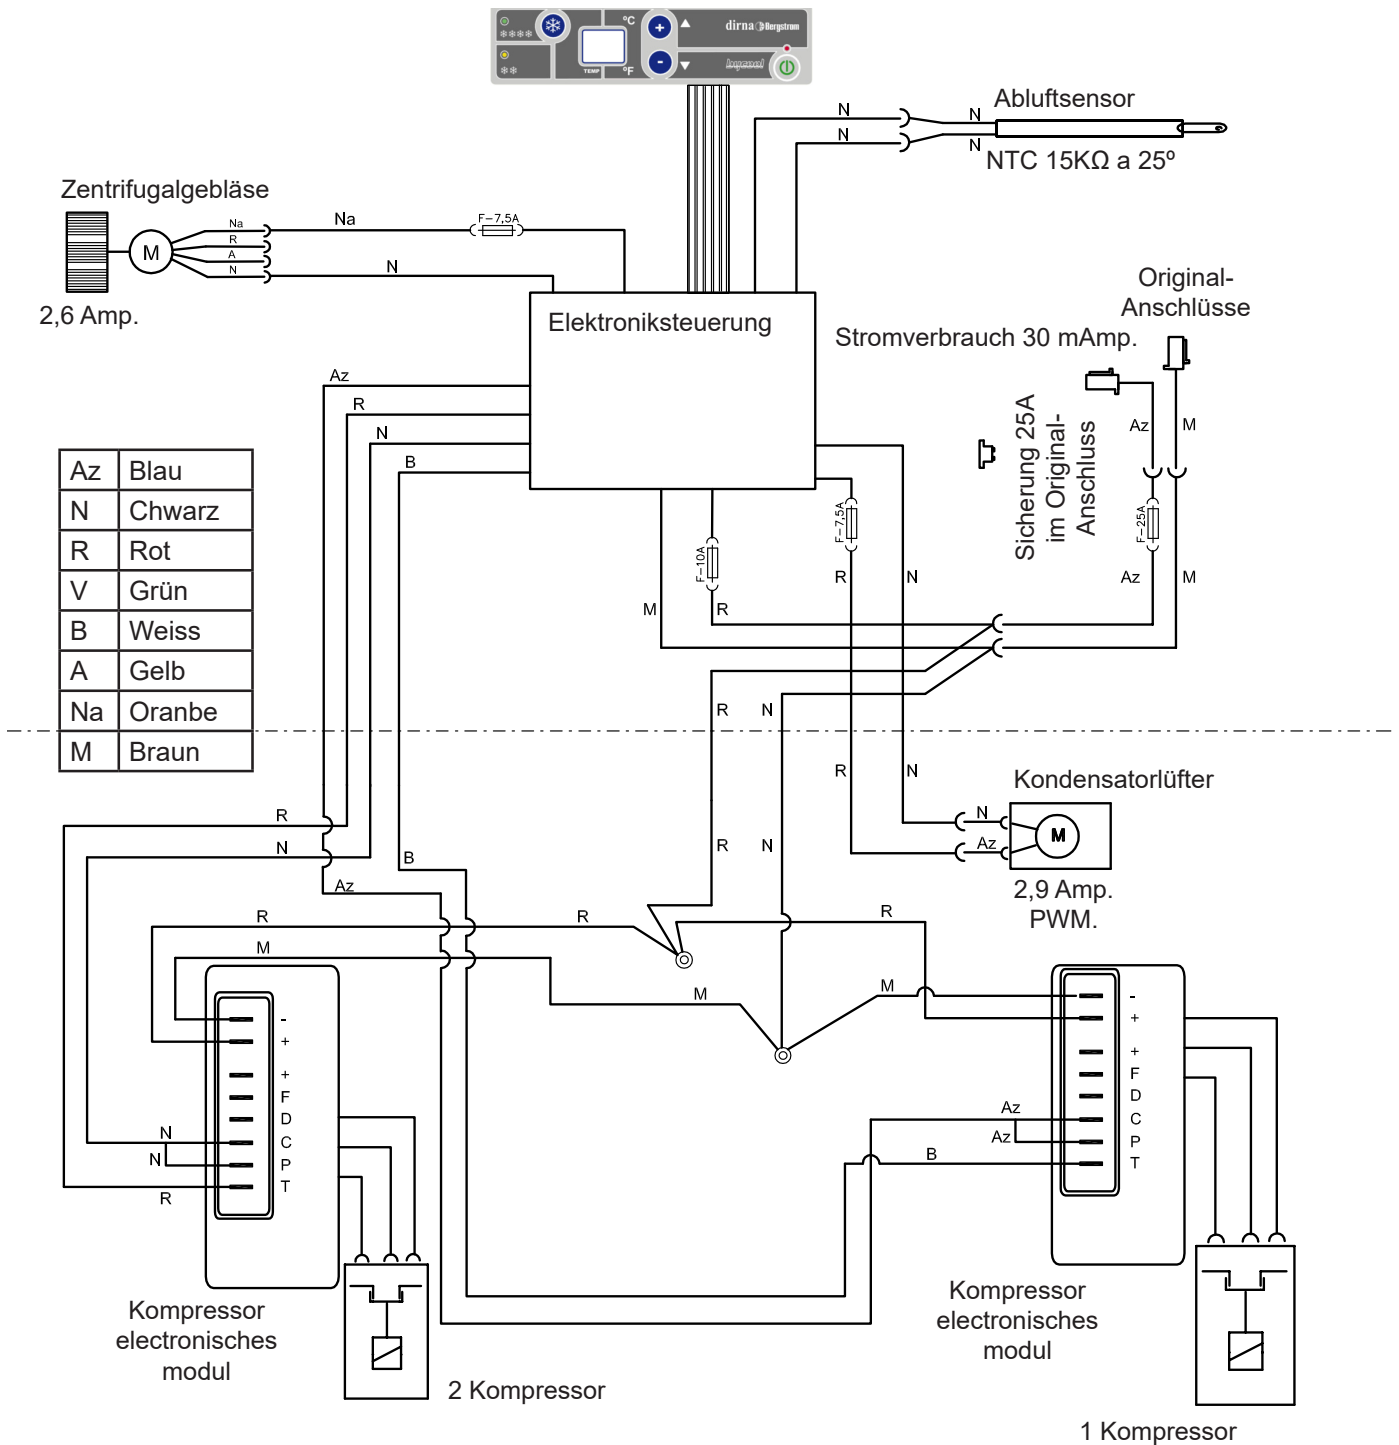 ❄❄❄❄
❄❄
TEMP
ºC
ºF
+
-
dirna Bergstrom
bycool
N
N
N
N
Abluftsensor
NTC 15KΩ a 25º
Zentrifugalgebläse
M
Na
R
A
N
Na
F-7,5A
N
2,6 Amp.
Elektroniksteuerung
Stromverbrauch 30 mAmp.
Original-
Anschlüsse
Sicherung 25A
im Original-
Anschluss
Az
M
F-25A
Az
M
Az
R
N
B
F-10A
F-7,5A
M
R
R
N
Az Blau
N Chwarz
R Rot
V Grün
B Weiss
A Gelb
Na Oranbe
M Braun
R
N
R
N
R
N
B
Az
R
N
Kondensatorlüfter
N
Az
M
2,9 Amp.
PWM.
R
R
R
M
M
M
-
+
+
F
D
C
P
T
N
N
R
-
+
+
F
D
C
P
T
Az
Az
B
Kompressor
electronisches
modul
2 Kompressor
Kompressor
electronisches
modul
1 Kompressor